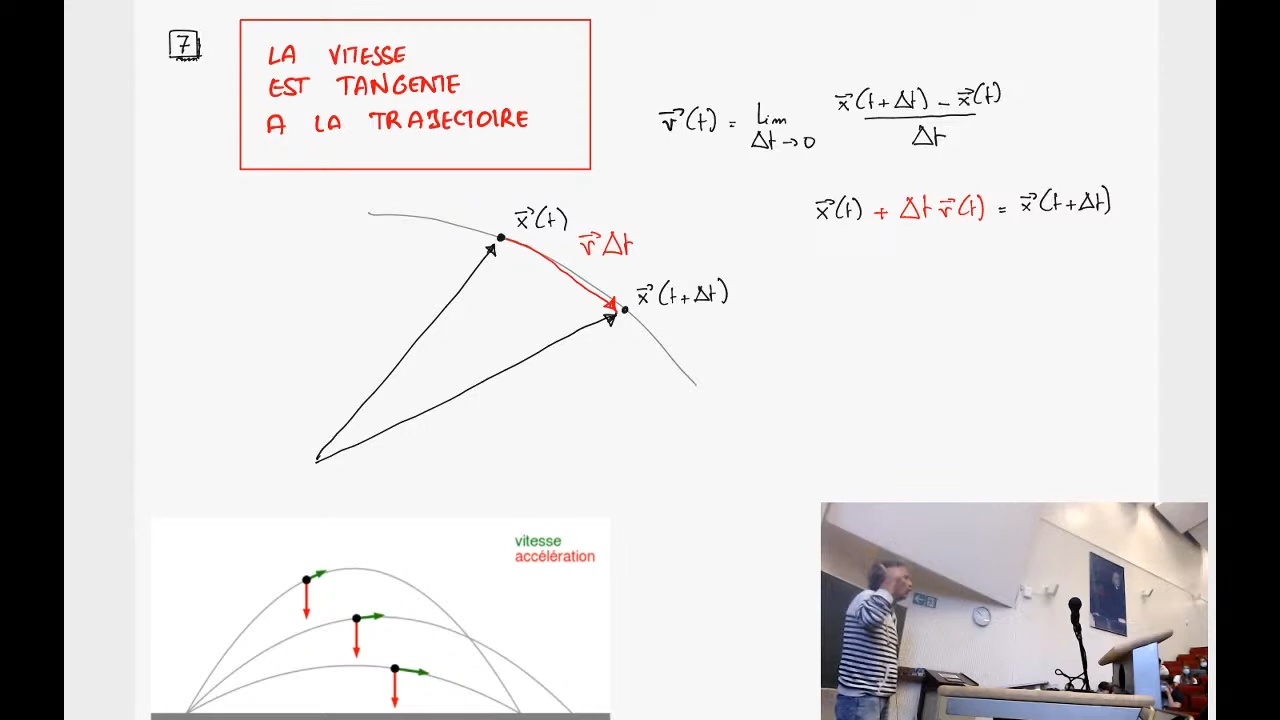 7
LA VITESSE
EST TANGENTE
A LA TRAJECTOIRE
v⃗(t) = lim Δt→0 (x⃗(t+Δt) - x⃗(t)) / Δt
x⃗(t) + Δt v⃗(t) = x⃗(t+Δt)
x⃗(t)
v⃗Δt
x⃗(t+Δt)
vitesse
accélération